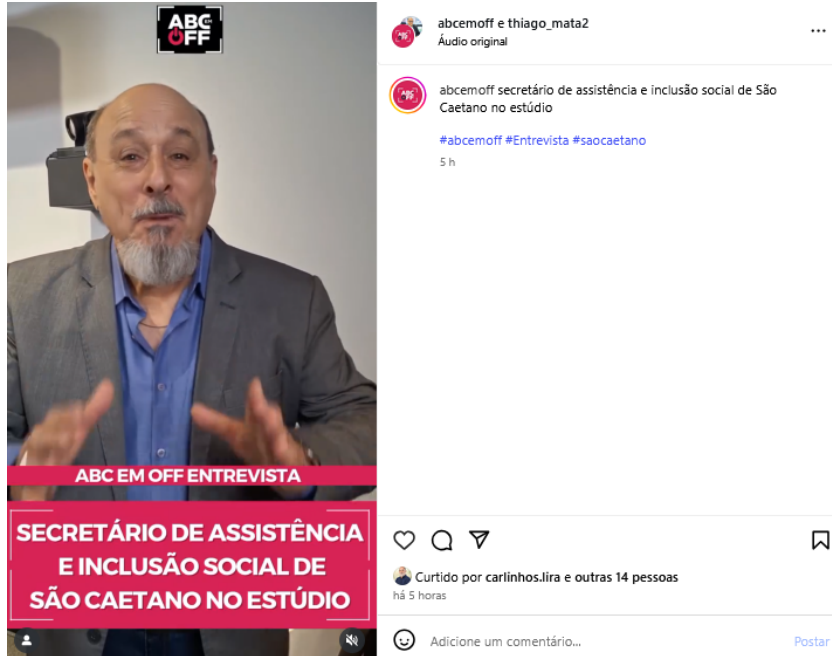 ABC EM
OFF
ABC EM OFF ENTREVISTA
SECRETÁRIO DE ASSISTÊNCIA
E INCLUSÃO SOCIAL DE
SÃO CAETANO NO ESTÚDIO
abcemoff e thiago_mata2
Áudio original
abcemoff secretário de assistência e inclusão social de São
Caetano no estúdio
#abcemoff #Entrevista #saocaetano
5 h
Curtido por carlinhos.lira e outras 14 pessoas
há 5 horas
Adicione um comentário...
Postar